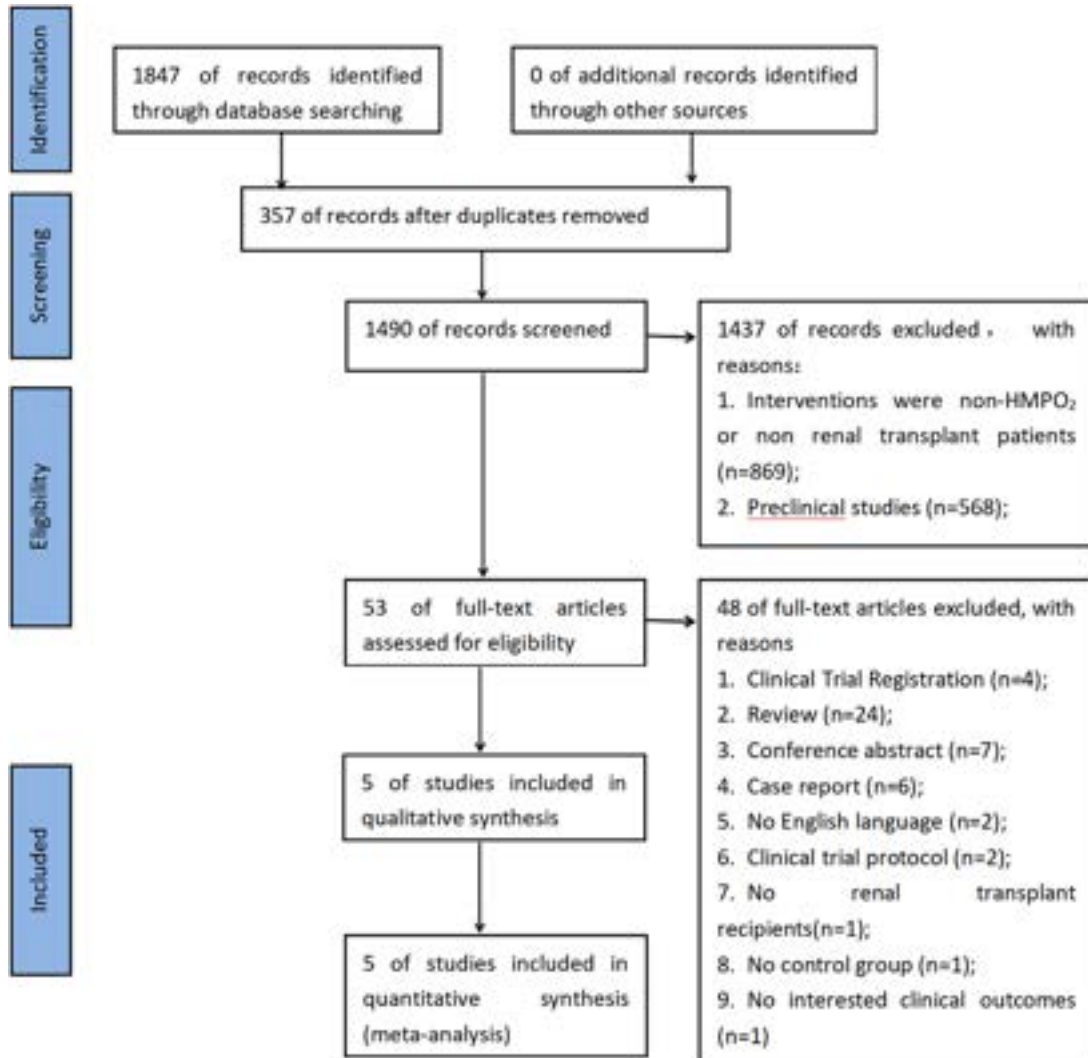 Identification
1847 of records identified
through database searching
0 of additional records identified
through other sources
Screening
357 of records after duplicates removed
1490 of records screened
1437 of records excluded， with
reasons：
1. Interventions were non-HMPO₂
or non renal transplant patients
(n=869);
2. Preclinical studies (n=568);
Eligibility
53 of full-text articles
assessed for eligibility
48 of full-text articles excluded, with
reasons
1. Clinical Trial Registration (n=4);
2. Review (n=24);
3. Conference abstract (n=7);
4. Case report (n=6);
5. No English language (n=2);
6. Clinical trial protocol (n=2);
7. No renal transplant
recipients(n=1);
8. No control group (n=1);
9. No interested clinical outcomes
(n=1)
Included
5 of studies included in
qualitative synthesis
5 of studies included in
quantitative synthesis
(meta-analysis)